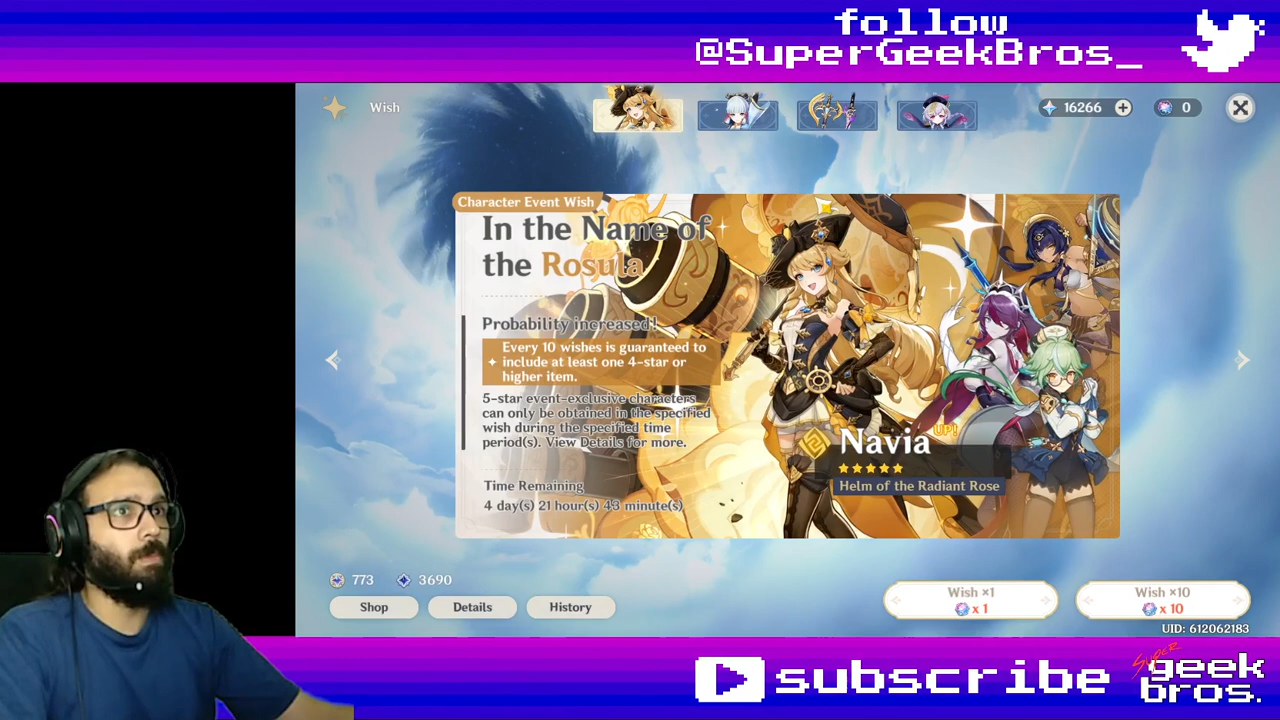 follow
@SuperGeekBros_
Wish
16266
0
Character Event Wish
In the Name of
the Rosula
Probability increased!
Every 10 wishes is guaranteed to
include at least one 4-star or
higher item.
5-star event-exclusive characters
can only be obtained in the specified
wish during the specified time
period(s). View Details for more.
Time Remaining
4 day(s) 21 hour(s) 43 minute(s)
Navia
UP!
Helm of the Radiant Rose
773
3690
Shop
Details
History
Wish ×1
x 1
Wish ×10
x 10
UID: 612062183
subscribe
Super
geek
bros.